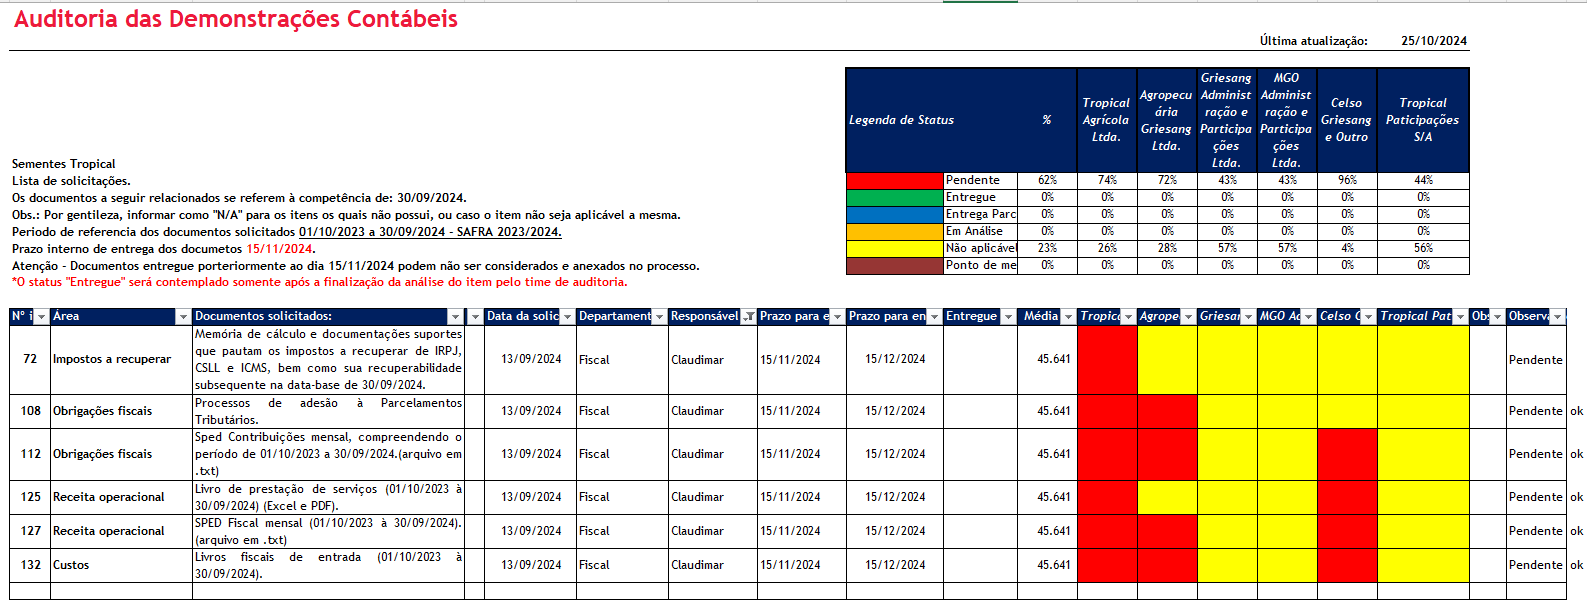 Auditoria das Demonstrações Contábeis
Última atualização: 25/10/2024
Legenda de Status % Tropical Agrícola Ltda. Agropecuária Griesang Ltda. Griesang Administração e Participações Ltda. MGO Administração e Participações Ltda. Celso Griesang e Outro Tropical Paticipações S/A
Sementes Tropical
Lista de solicitações.
Os documentos a seguir relacionados se referem à competência de: 30/09/2024.
Obs.: Por gentileza, informar como "N/A" para os itens os quais não possui, ou caso o item não seja aplicável a mesma.
Periodo de referencia dos documentos solicitados 01/10/2023 a 30/09/2024 - SAFRA 2023/2024.
Prazo interno de entrega dos documetos 15/11/2024.
Atenção - Documentos entregue porteriormente ao dia 15/11/2024 podem não ser considerados e anexados no processo.
*O status "Entregue" será contemplado somente após a finalização da análise do item pelo time de auditoria.
Pendente 62% 74% 72% 43% 43% 96% 44%
Entregue 0% 0% 0% 0% 0% 0% 0%
Entrega Parc 0% 0% 0% 0% 0% 0% 0%
Em Análise 0% 0% 0% 0% 0% 0% 0%
Não aplicável 23% 26% 28% 57% 57% 4% 56%
Ponto de me 0% 0% 0% 0% 0% 0% 0%
Nº i Área Documentos solicitados: Data da solic Departament Responsável Prazo para e Prazo para en Entregue Média Tropica Agrope Griesar MGO Ad Celso G Tropical Pat Obs Observa
72 Impostos a recuperar Memória de cálculo e documentações suportes
que pautam os impostos a recuperar de IRPJ,
CSLL e ICMS, bem como sua recuperabilidade
subsequente na data-base de 30/09/2024.
13/09/2024 Fiscal Claudimar 15/11/2024 15/12/2024 45.641 Pendente
108 Obrigações fiscais Processos de adesão à Parcelamentos
Tributários.
13/09/2024 Fiscal Claudimar 15/11/2024 15/12/2024 45.641 Pendente ok
112 Obrigações fiscais Sped Contribuições mensal, compreendendo o
período de 01/10/2023 a 30/09/2024.(arquivo em
.txt)
13/09/2024 Fiscal Claudimar 15/11/2024 15/12/2024 45.641 Pendente ok
125 Receita operacional Livro de prestação de serviços (01/10/2023 à
30/09/2024) (Excel e PDF).
13/09/2024 Fiscal Claudimar 15/11/2024 15/12/2024 45.641 Pendente ok
127 Receita operacional SPED Fiscal mensal (01/10/2023 à 30/09/2024).
(arquivo em .txt)
13/09/2024 Fiscal Claudimar 15/11/2024 15/12/2024 45.641 Pendente ok
132 Custos Livros fiscais de entrada (01/10/2023 à
30/09/2024).
13/09/2024 Fiscal Claudimar 15/11/2024 15/12/2024 45.641 Pendente ok